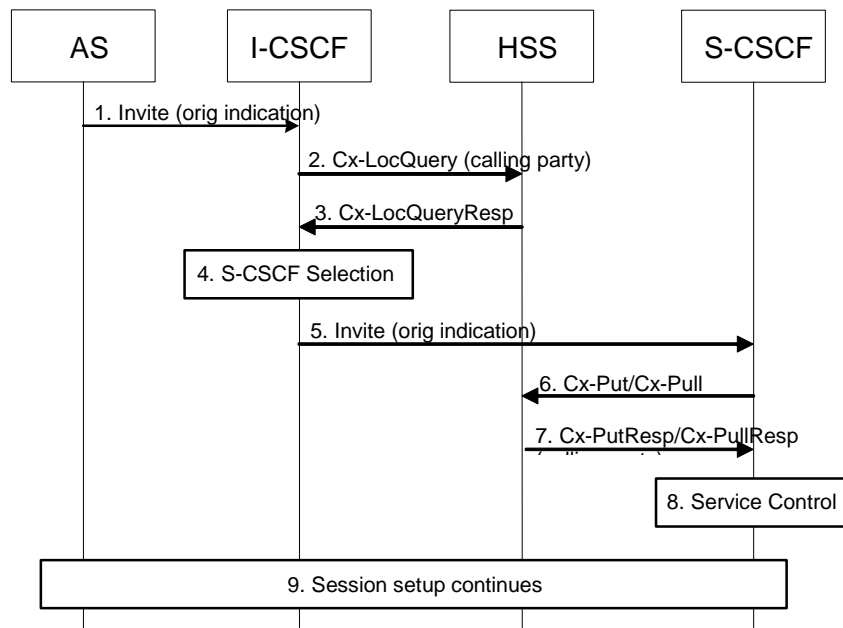 AS
I-CSCF
HSS
S-CSCF
1. Invite (orig indication)
2. Cx-LocQuery (calling party)
3. Cx-LocQueryResp
4. S-CSCF Selection
5. Invite (orig indication)
6. Cx-Put/Cx-Pull
7. Cx-PutResp/Cx-PullResp
8. Service Control
9. Session setup continues